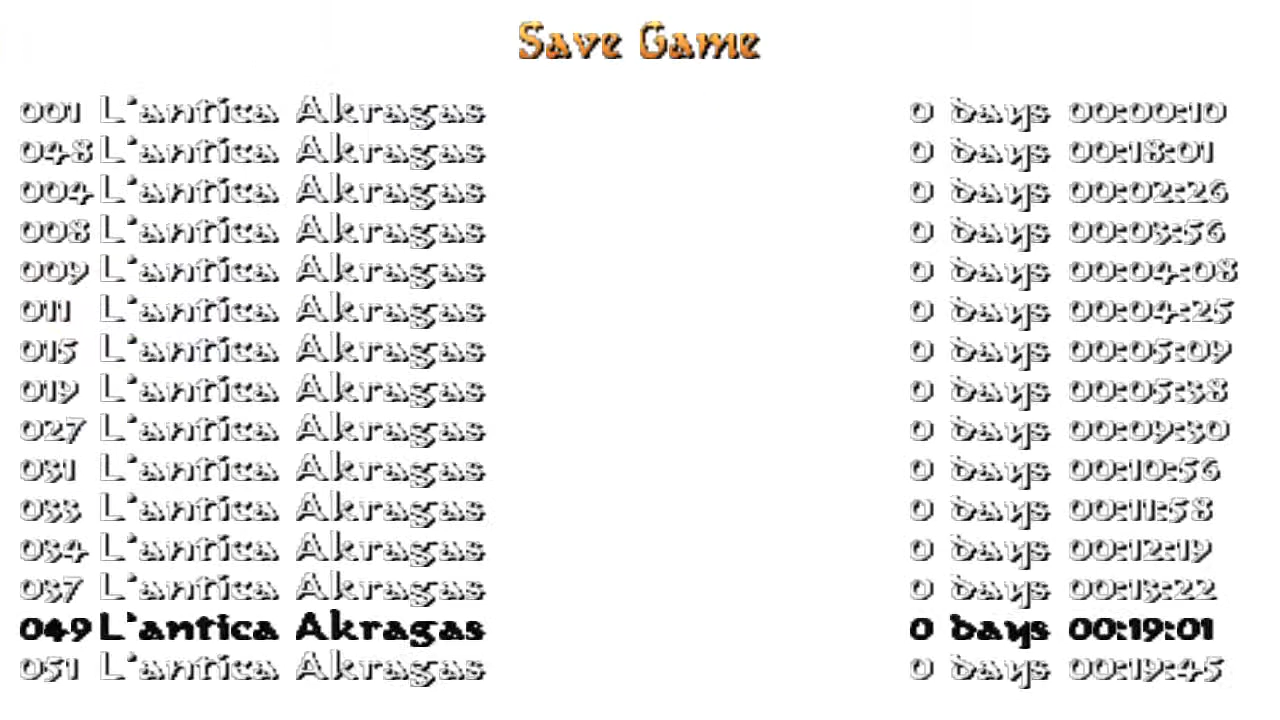 Save Game
001 L'antica Akragas 0 days 00:00:10
048 L'antica Akragas 0 days 00:18:01
004 L'antica Akragas 0 days 00:02:26
008 L'antica Akragas 0 days 00:03:56
009 L'antica Akragas 0 days 00:04:08
011 L'antica Akragas 0 days 00:04:25
015 L'antica Akragas 0 days 00:05:09
019 L'antica Akragas 0 days 00:05:38
027 L'antica Akragas 0 days 00:09:30
031 L'antica Akragas 0 days 00:10:56
033 L'antica Akragas 0 days 00:11:58
034 L'antica Akragas 0 days 00:12:19
037 L'antica Akragas 0 days 00:13:22
049 L'antica Akragas 0 days 00:19:01
051 L'antica Akragas 0 days 00:19:45